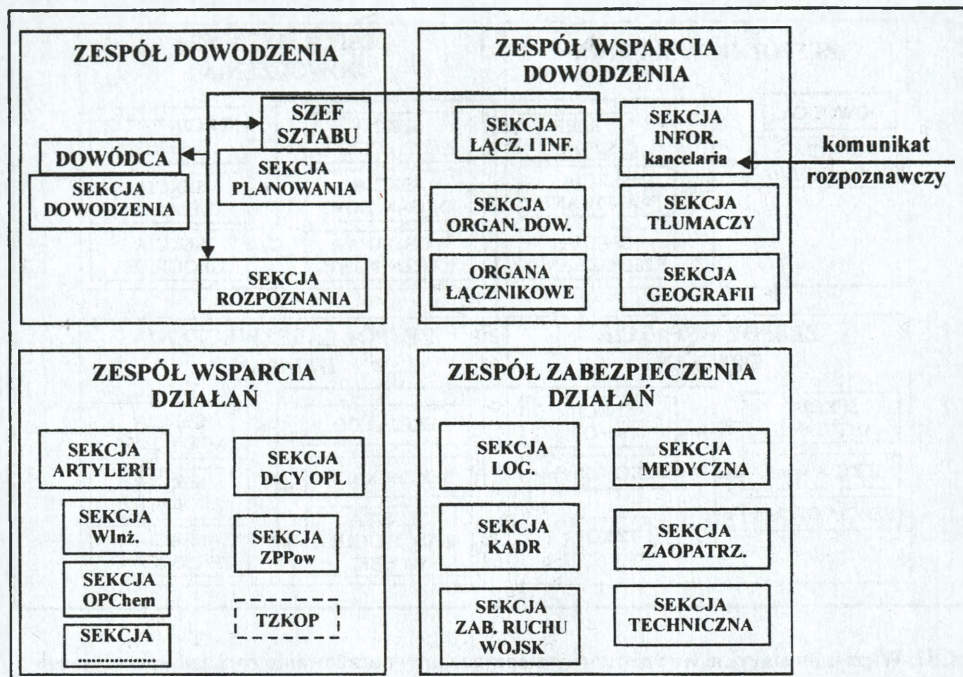 ZESPÓŁ DOWODZENIA
SZEF
SZTABU
DOWÓDCA
SEKCJA
PLANOWANIA
SEKCJA
DOWODZENIA
SEKCJA
ROZPOZNANIA
ZESPÓŁ WSPARCIA
DOWODZENIA
SEKCJA
ŁĄCZ. I INF.
SEKCJA
INFOR
kancelaria
komunikat
rozpoznawczy
SEKCJA
ORGAN. DOW.
SEKCJA
TŁUMACZY
ORGANA
ŁĄCZNIKOWE
SEKCJA
GEOGRAFII
ZESPÓŁ WSPARCIA
DZIAŁAŃ
SEKCJA
ARTYLERII
SEKCJA
D-CY OPL
SEKCJA
WInż.
SEKCJA
ZPPow
SEKCJA
OPChem
TZKOP
SEKCJA
................
ZESPÓŁ ZABEZPIECZENIA
DZIAŁAŃ
SEKCJA
LOG.
SEKCJA
MEDYCZNA
SEKCJA
KADR
SEKCJA
ZAOPATRZ.
SEKCJA
ZAB. RUCHU
WOJSK
SEKCJA
TECHNICZNA